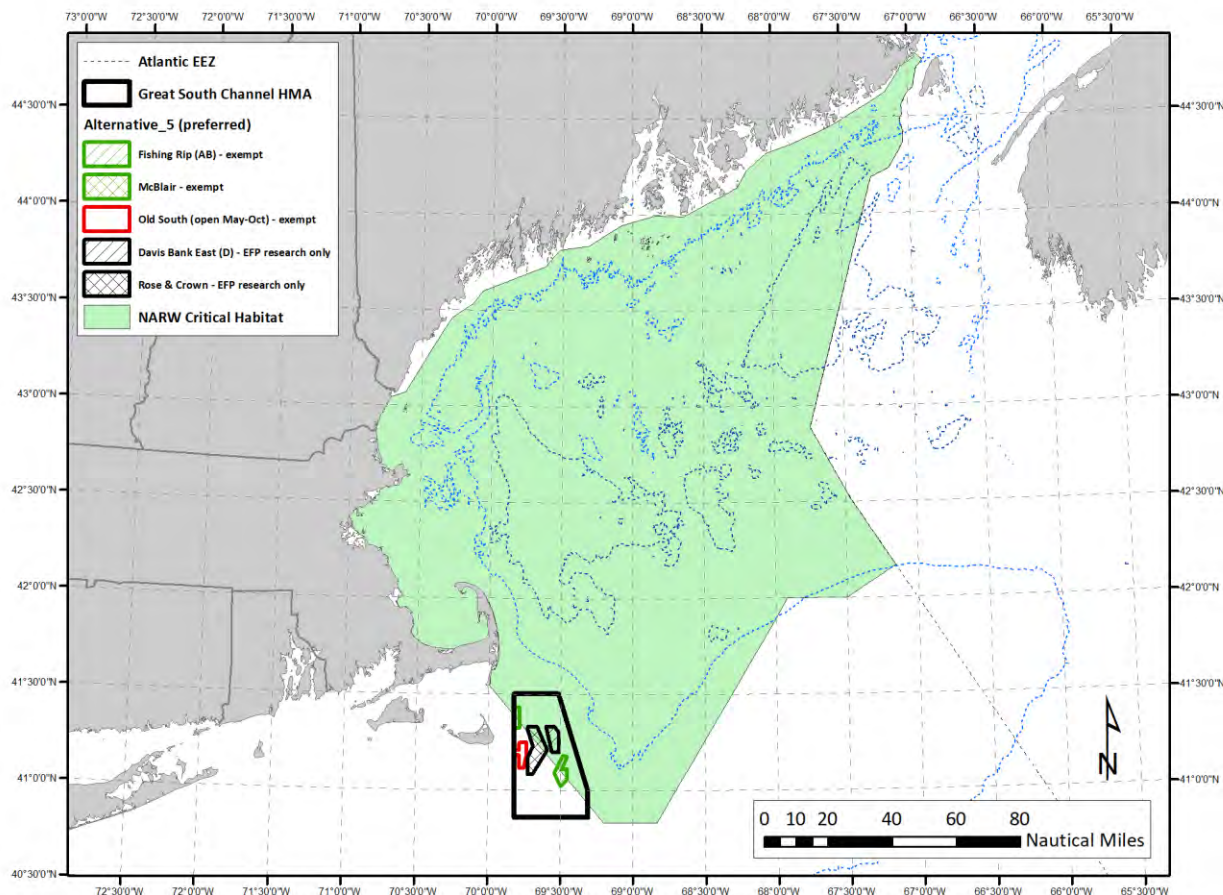 73°0'0"W 72°0'0"W 71°30'0"W 71°0'0"W 70°30'0"W 70°0'0"W 69°30'0"W 69°0'0"W 68°30'0"W 68°0'0"W 67°30'0"W 67°0'0"W 66°30'0"W 66°0'0"W 65°30'0"W
Atlantic EEZ
Great South Channel HMA
Alternative_5 (preferred)
Fishing Rip (AB) - exempt
McBlair - exempt
Old South (open May-Oct) - exempt
Davis Bank East (D) - EFP research only
Rose & Crown - EFP research only
NARW Critical Habitat
44°30'0"N 44°30'0"N
44°0'0"N 44°0'0"N
43°30'0"N 43°30'0"N
43°0'0"N 43°0'0"N
42°30'0"N 42°30'0"N
42°0'0"N 42°0'0"N
41°30'0"N 41°30'0"N
41°0'0"N 41°0'0"N
N
0 10 20 40 60 80
Nautical Miles
40°30'0"N
72°30'0"W 72°0'0"W 71°30'0"W 71°0'0"W 70°30'0"W 70°0'0"W 69°30'0"W 69°0'0"W 68°30'0"W 68°0'0"W 67°30'0"W 67°0'0"W 66°30'0"W 66°0'0"W 65°30'0"W